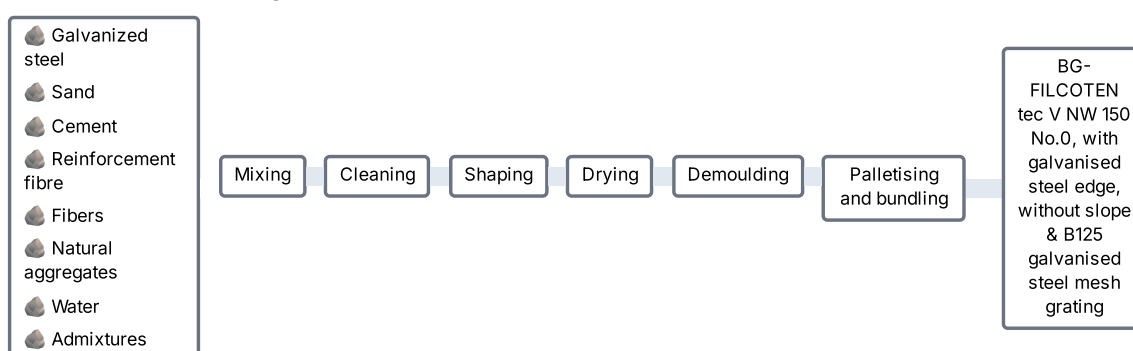 Galvanized
steel
Sand
Cement
Reinforcement
fibre
Fibers
Natural
aggregates
Water
Admixtures
Mixing
Cleaning
Shaping
Drying
Demoulding
Palletising
and bundling
BG-
FILCOTEN
tec V NW 150
No.0, with
galvanised
steel edge,
without slope
& B125
galvanised
steel mesh
grating